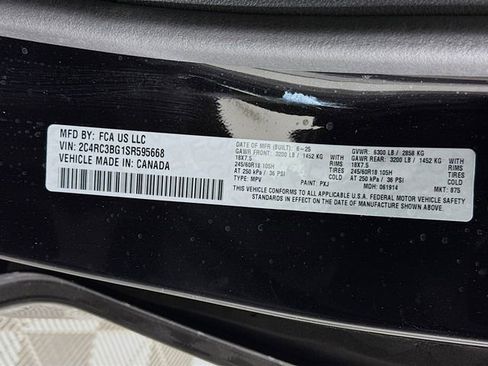 MFD BY: FCA US LLC
VIN: 2C4RC3BG1SR595668
VEHICLE MADE IN: CANADA
DATE OF MFR (BUILT): 6-25 GVWR: 6300 LB / 2858 KG
GAWR FRONT: 3200 LB / 1452 KG WITH GAWR REAR: 3200 LB / 1452 KG WITH
18X7.5 RIMS 18X7.5 RIMS
245/60R18 105H TIRES 245/60R18 105H TIRES
AT 250 kPa / 36 PSI COLD AT 250 kPa / 36 PSI COLD
TYPE: MPV PAINT: PXJ MDH: 061914 MKT: 875
THIS VEHICLE CONFORMS TO ALL APPLICABLE U.S.A. FEDERAL MOTOR VEHICLE SAFETY
STANDARDS IN EFFECT ON THE DATE OF MANUFACTURE SHOWN ABOVE.